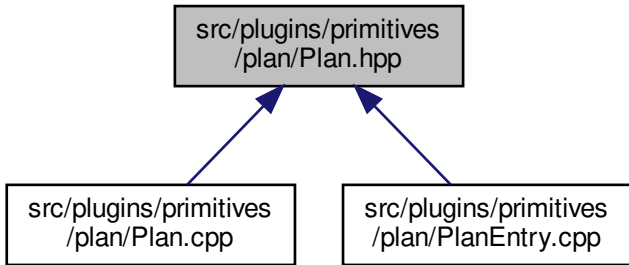 src/plugins/primitives
/plan/Plan.hpp
src/plugins/primitives
/plan/Plan.cpp
src/plugins/primitives
/plan/PlanEntry.cpp